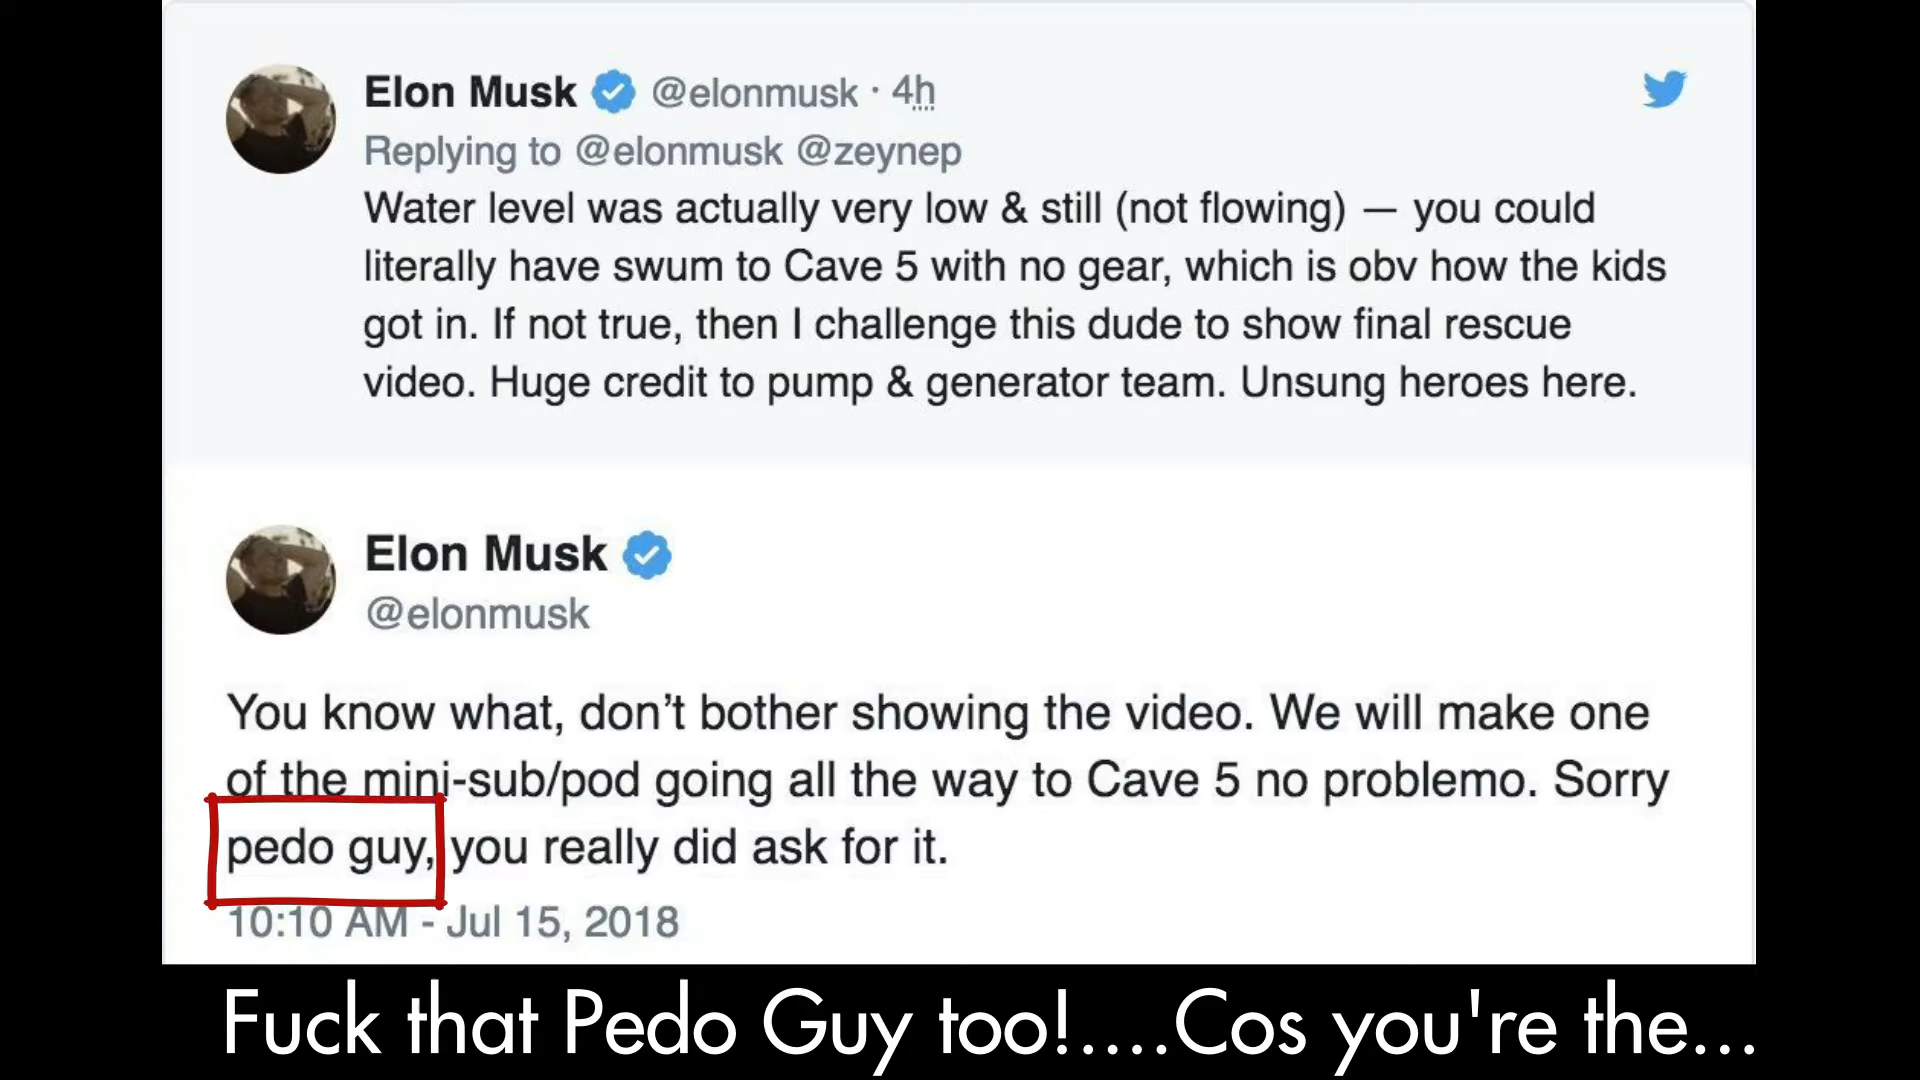 Elon Musk @elonmusk · 4h
Replying to @elonmusk @zeynep
Water level was actually very low & still (not flowing) — you could
literally have swum to Cave 5 with no gear, which is obv how the kids
got in. If not true, then I challenge this dude to show final rescue
video. Huge credit to pump & generator team. Unsung heroes here.
Elon Musk
@elonmusk
You know what, don’t bother showing the video. We will make one
of the mini-sub/pod going all the way to Cave 5 no problemo. Sorry
pedo guy, you really did ask for it.
10:10 AM - Jul 15, 2018
Fuck that Pedo Guy too!....Cos you're the...